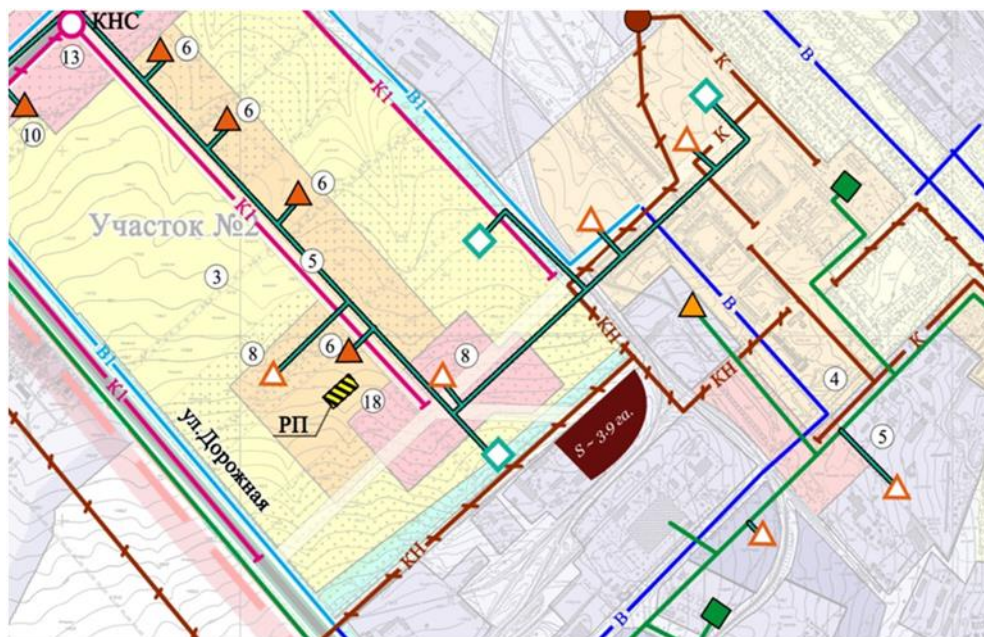 КНС
6
13
К1
В1
В
К
10
6
К
6
К1
Участок №2
5
3
В
КН
К
8
6
8
КН
4
В1
К1
18
РП
S ~ 3.9 га.
5
ул.Дорожная
КН
В